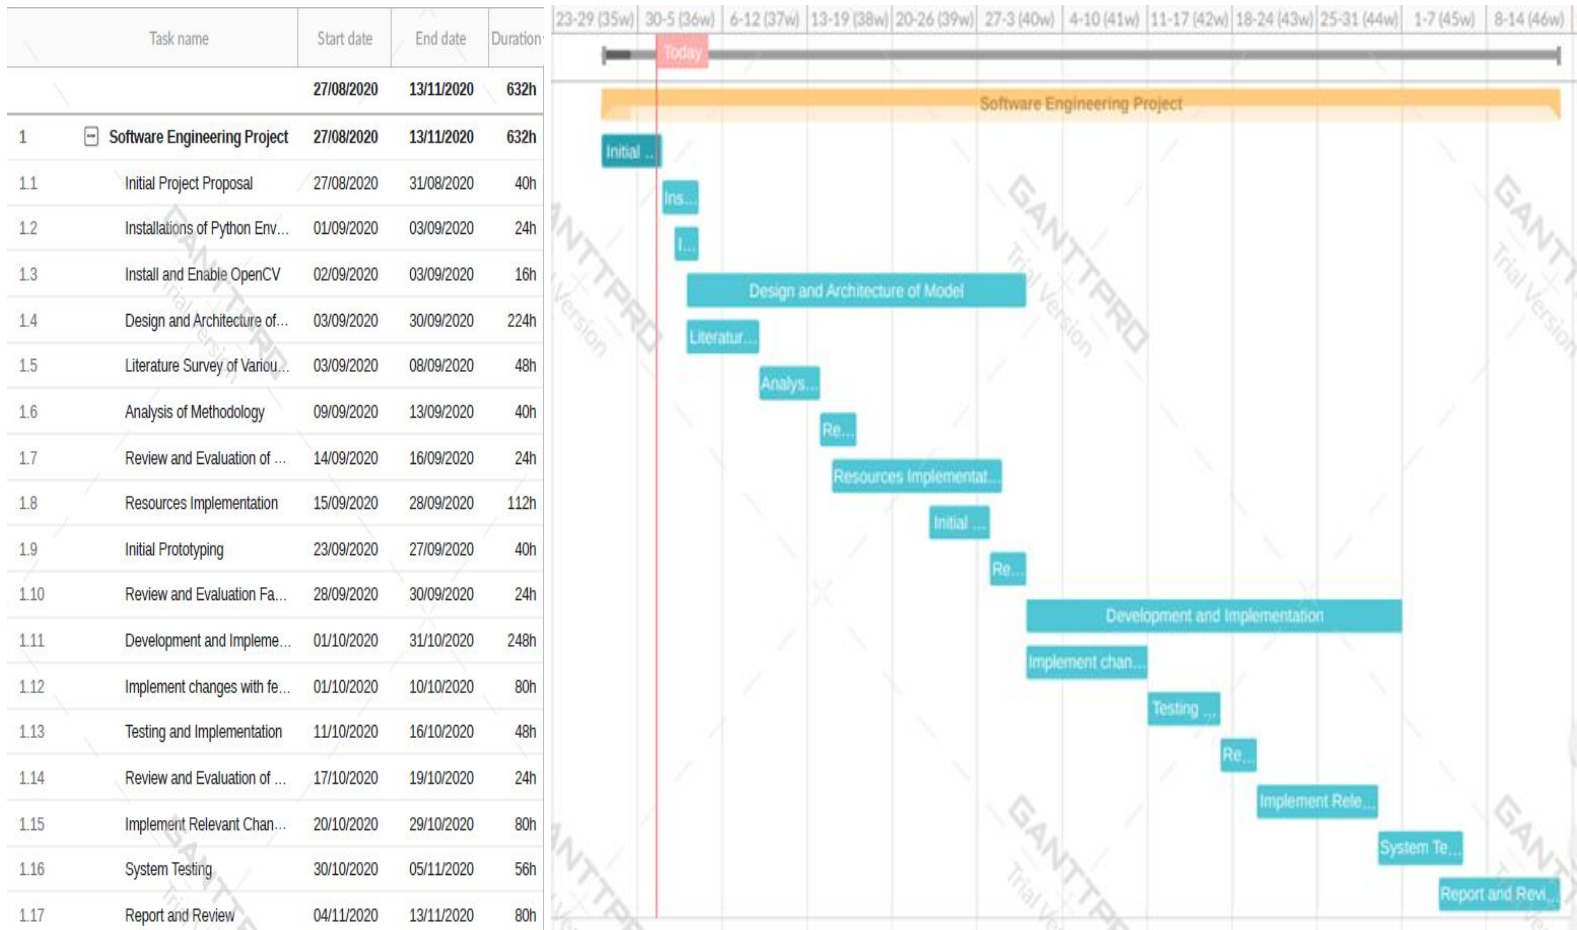 Task name Start date End date Duration
27/08/2020 13/11/2020 632h
1 Software Engineering Project 27/08/2020 13/11/2020 632h
1.1 Initial Project Proposal 27/08/2020 31/08/2020 40h
1.2 Installations of Python Env... 01/09/2020 03/09/2020 24h
1.3 Install and Enable OpenCV 02/09/2020 03/09/2020 16h
1.4 Design and Architecture of... 03/09/2020 30/09/2020 224h
1.5 Literature Survey of Variou... 03/09/2020 08/09/2020 48h
1.6 Analysis of Methodology 09/09/2020 13/09/2020 40h
1.7 Review and Evaluation of ... 14/09/2020 16/09/2020 24h
1.8 Resources Implementation 15/09/2020 28/09/2020 112h
1.9 Initial Prototyping 23/09/2020 27/09/2020 40h
1.10 Review and Evaluation Fa... 28/09/2020 30/09/2020 24h
1.11 Development and Impleme... 01/10/2020 31/10/2020 248h
1.12 Implement changes with fe... 01/10/2020 10/10/2020 80h
1.13 Testing and Implementation 11/10/2020 16/10/2020 48h
1.14 Review and Evaluation of ... 17/10/2020 19/10/2020 24h
1.15 Implement Relevant Chan... 20/10/2020 29/10/2020 80h
1.16 System Testing 30/10/2020 05/11/2020 56h
1.17 Report and Review 04/11/2020 13/11/2020 80h
23-29 (35w) 30-5 (36w) 6-12 (37w) 13-19 (38w) 20-26 (39w) 27-3 (40w) 4-10 (41w) 11-17 (42w) 18-24 (43w) 25-31 (44w) 1-7 (45w) 8-14 (46w)
Today
Software Engineering Project
Initial ...
Ins...
I...
Design and Architecture of Model
Literatur...
Analys...
Re...
Resources Implementat...
Initial ...
Re...
Development and Implementation
Implement chan...
Testing ...
Re...
Implement Rele...
System Te...
Report and Revi...
GANTTPRO
Trial Version
GANTTPRO
Trial Version